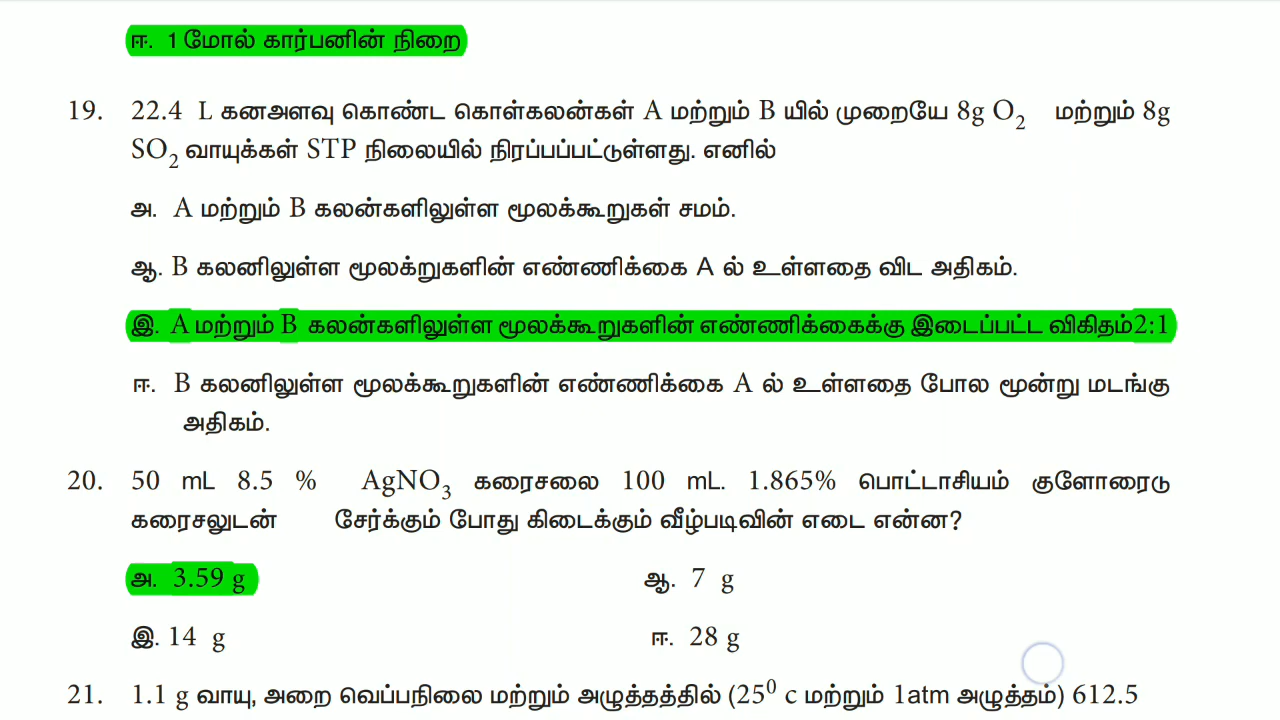 ஈ. 1 மோல் கார்பனின் நிறை
19. 22.4 L கனஅளவு கொண்ட கொள்கலன்கள் A மற்றும் B யில் முறையே 8g O₂ மற்றும் 8g
SO₂ வாயுக்கள் STP நிலையில் நிரப்பப்பட்டுள்ளது. எனில்
அ. A மற்றும் B கலன்களிலுள்ள மூலக்கூறுகள் சமம்.
ஆ. B கலனிலுள்ள மூலக்றுகளின் எண்ணிக்கை A ல் உள்ளதை விட அதிகம்.
இ. A மற்றும் B கலன்களிலுள்ள மூலக்கூறுகளின் எண்ணிக்கைக்கு இடைப்பட்ட விகிதம் 2:1
ஈ. B கலனிலுள்ள மூலக்கூறுகளின் எண்ணிக்கை A ல் உள்ளதை போல மூன்று மடங்கு
அதிகம்.
20. 50 mL 8.5 % AgNO₃ கரைசலை 100 mL. 1.865% பொட்டாசியம் குளோரைடு
கரைசலுடன் சேர்க்கும் போது கிடைக்கும் வீழ்படிவின் எடை என்ன?
அ. 3.59 g ஆ. 7 g
இ. 14 g ஈ. 28 g
21. 1.1 g வாயு, அறை வெப்பநிலை மற்றும் அழுத்தத்தில் (25⁰ c மற்றும் 1atm அழுத்தம்) 612.5